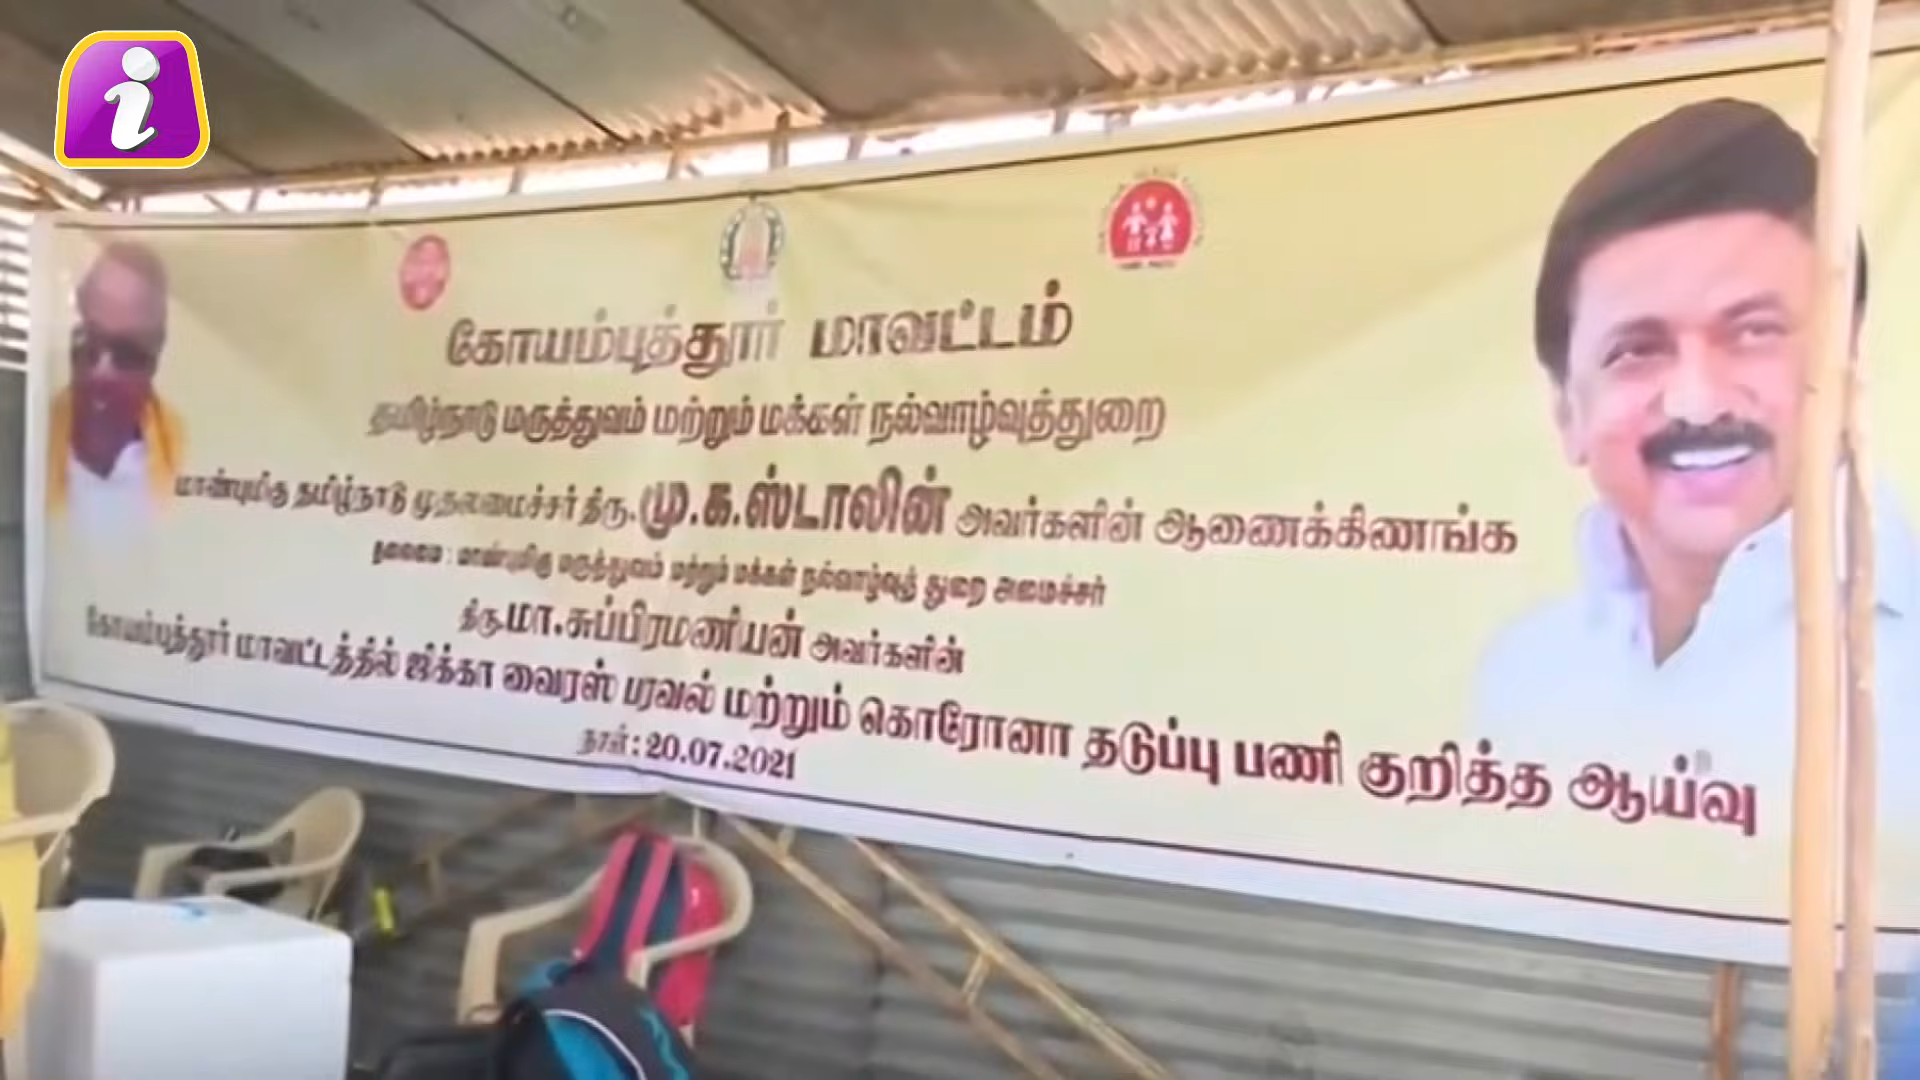 கோயம்புத்தூர் மாவட்டம்
தமிழ்நாடு மருத்துவம் மற்றும் மக்கள் நல்வாழ்வுத்துறை
மாண்புமிகு தமிழ்நாடு முதலமைச்சர் திரு.மு.க.ஸ்டாலின் அவர்களின் ஆணைக்கிணங்க
தலைமை : மாண்புமிகு மருத்துவம் மற்றும் மக்கள் நல்வாழ்வுத் துறை அமைச்சர்
திரு.மா.சுப்பிரமணியன் அவர்களின்
கோயம்புத்தூர் மாவட்டத்தில் ஜிக்கா வைரஸ் பரவல் மற்றும் கொரோனா தடுப்பு பணி குறித்த ஆய்வு
நாள்:20.07.2021